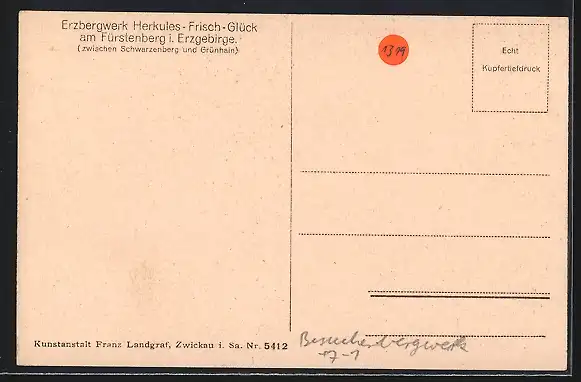 Erzbergwerk Herkules-Frisch-Glück
am Fürstenberg i. Erzgebirge.
(zwischen Schwarzenberg und Grünhain)
1399
Echt
Kupfertiefdruck
Kunstanstalt Franz Landgraf, Zwickau i. Sa. Nr. 5412
Besucherbergwerk